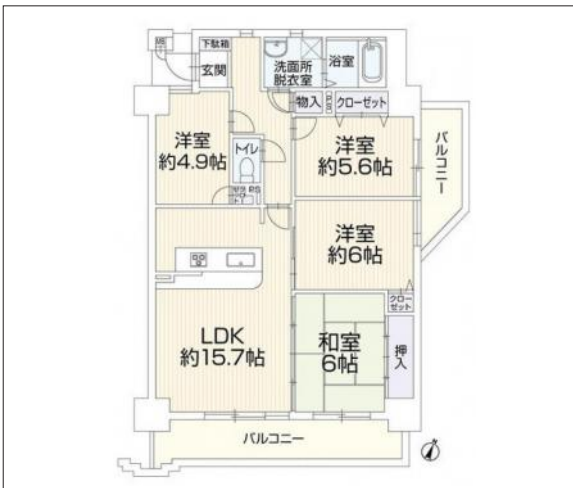 MB
下駄箱
玄関
洗面所
脱衣室
浴室
物入
PS
クローゼット
洋室
約4.9帖
トイレ
洋室
約5.6帖
バルコニー
PS
洋室
約6帖
クロー
ゼット
LDK
約15.7帖
和室
6帖
押入
バルコニー